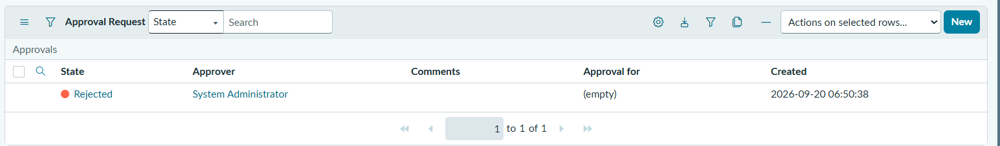 Approval Request State Search Actions on selected rows... New
Approvals
State Approver Comments Approval for Created
Rejected System Administrator (empty) 2026-09-20 06:50:38
1 to 1 of 1